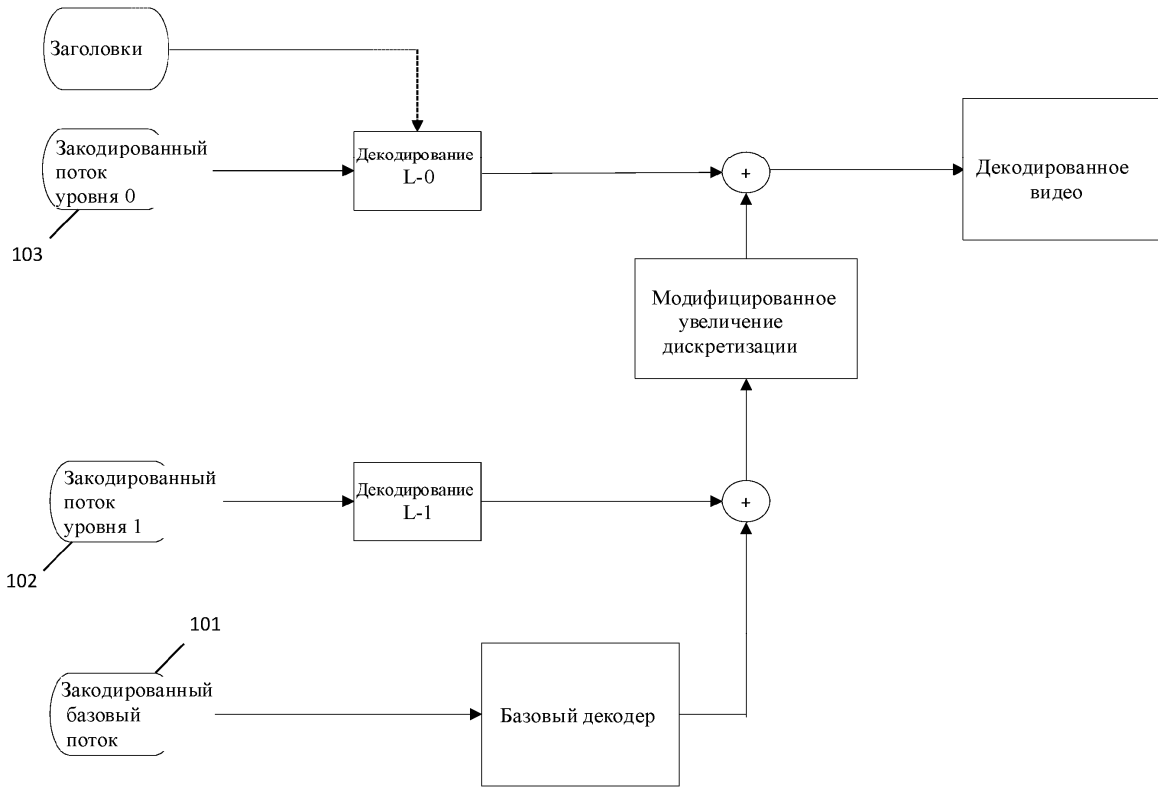 Заголовки
Закодированный
поток
уровня 0
103
Декодирование
L-0
+
Декодированное
видео
Модифицированное
увеличение
дискретизации
Закодированный
поток
уровня 1
102
Декодирование
L-1
+
101
Закодированный
базовый
поток
Базовый декодер